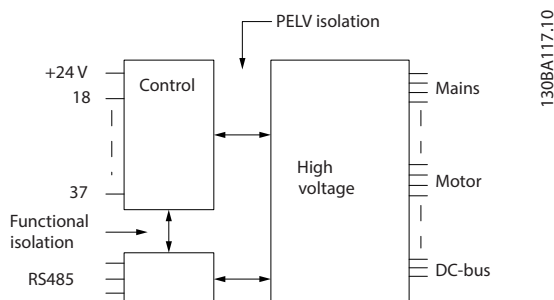 PELV isolation
+24 V
18
Control
37
High
voltage
Mains
Motor
DC-bus
Functional
isolation
RS485
130BA117.10